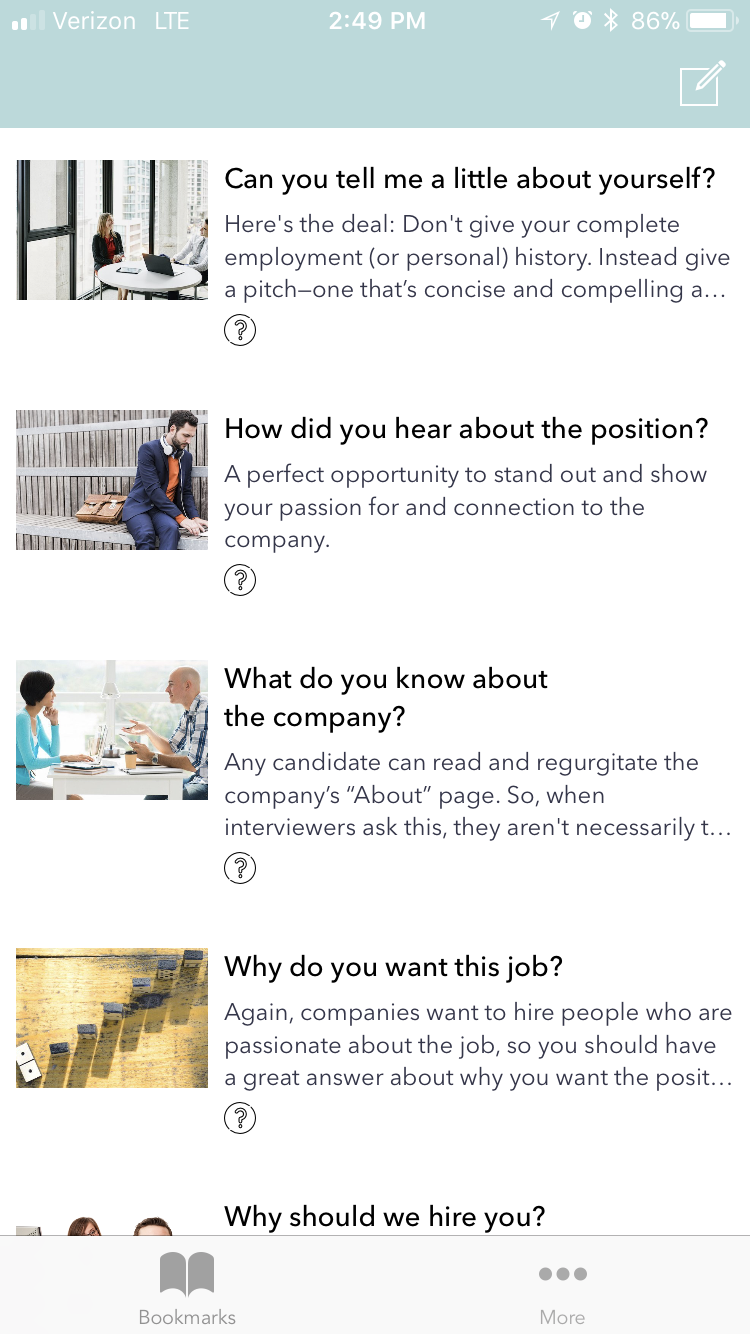 Verizon LTE 2:49 PM 86%
Can you tell me a little about yourself?
Here's the deal: Don't give your complete
employment (or personal) history. Instead give
a pitch—one that’s concise and compelling a…
?
How did you hear about the position?
A perfect opportunity to stand out and show
your passion for and connection to the
company.
?
What do you know about
the company?
Any candidate can read and regurgitate the
company’s “About” page. So, when
interviewers ask this, they aren't necessarily t…
?
Why do you want this job?
Again, companies want to hire people who are
passionate about the job, so you should have
a great answer about why you want the posit…
?
Why should we hire you?
Bookmarks More